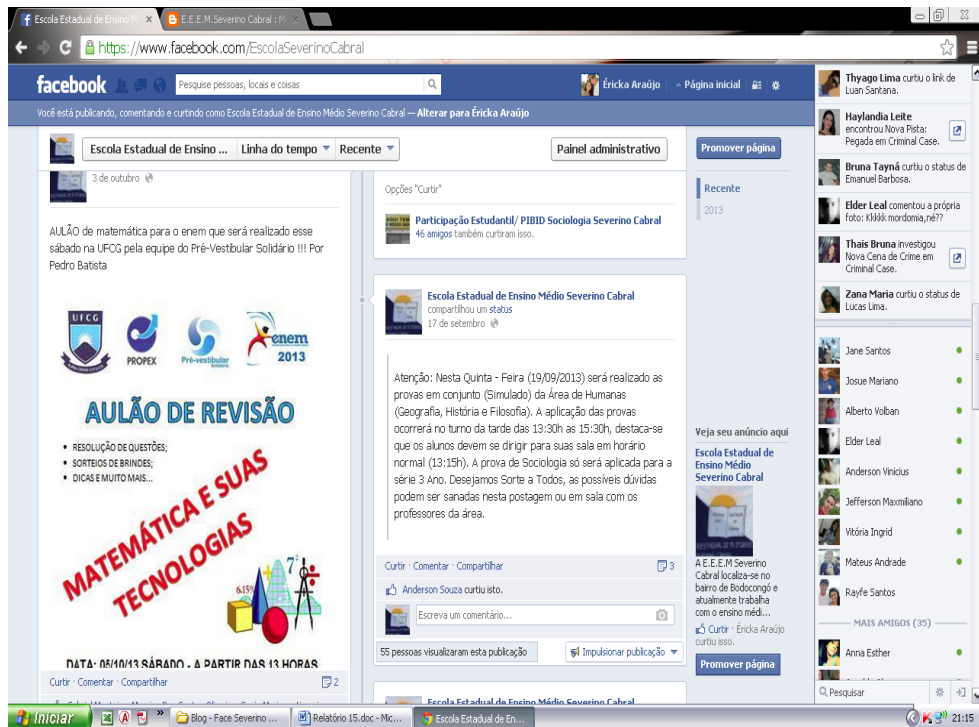 Escola Estadual de Ensino M
E.E.E.M.Severino Cabral : M
https://www.facebook.com/EscolaSeverinoCabral
facebook
Pesquise pessoas, locais e coisas
Éricka Araújo
Página inicial
Você está publicando, comentando e curtindo como Escola Estadual de Ensino Médio Severino Cabral — Alterar para Éricka Araújo
Escola Estadual de Ensino ...
Linha do tempo
Recente
Painel administrativo
Promover página
Recente
2013
3 de outubro
AULÃO de matemática para o enem que será realizado esse
sábado na UFCG pela equipe do Pré-Vestibular Solidário !!! Por
Pedro Batista
UFCG
PROPEX
Pré-vestibular
enem
2013
AULÃO DE REVISÃO
• RESOLUÇÃO DE QUESTÕES;
• SORTEIOS DE BRINDES;
• DICAS E MUITO MAIS...
MATEMÁTICA E SUAS
TECNOLOGIAS
DATA: 05/10/13 SÁBADO - A PARTIR DAS 13 HORAS
Curtir · Comentar · Compartilhar
2
Opções "Curtir"
Participação Estudantil/ PIBID Sociologia Severino Cabral
46 amigos também curtiram isso.
Escola Estadual de Ensino Médio Severino Cabral
compartilhou um status
17 de setembro
Atenção: Nesta Quinta - Feira (19/09/2013) será realizado as
provas em conjunto (Simulado) da Área de Humanas
(Geografia, História e Filosofia). A aplicação das provas
ocorrerá no turno da tarde das 13:30h as 15:30h, destaca-se
que os alunos devem se dirigir para suas sala em horário
normal (13:15h). A prova de Sociologia só será aplicada para a
série 3 Ano. Desejamos Sorte a Todos, as possíveis dúvidas
podem ser sanadas nesta postagem ou em sala com os
professores da área.
Curtir · Comentar · Compartilhar
3
Anderson Souza curtiu isto.
Escreva um comentário...
55 pessoas visualizaram esta publicação
Impulsionar publicação
Escola Estadual de Ensino Médio Severino Cabral
Veja seu anúncio aqui
Escola Estadual de
Ensino Médio
Severino Cabral
A E.E.E.M Severino
Cabral localiza-se no
bairro de Bodocongó e
atualmente trabalha
com o ensino médi...
Curtir · Éricka Araújo
curtiu isso.
Promover página
Thyago Lima curtiu o link de
Luan Santana.
Haylandia Leite
encontrou Nova Pista:
Pegada em Criminal Case.
Bruna Tayná curtiu o status de
Emanuel Barbosa.
Elder Leal comentou a própria
foto: Kkkkk mordomia,né??
Thais Bruna investigou
Nova Cena de Crime em
Criminal Case.
Zana Maria curtiu o status de
Lucas Lima.
Jane Santos
Josue Mariano
Alberto Volban
Elder Leal
Anderson Vinicius
Jefferson Maxmiliano
Vitória Ingrid
Mateus Andrade
Rayfe Santos
MAIS AMIGOS (35)
Anna Esther
Pesquisar
Iniciar
Blog - Face Severino ...
Relatório 15.doc - Mic...
Escola Estadual de En...
21:15